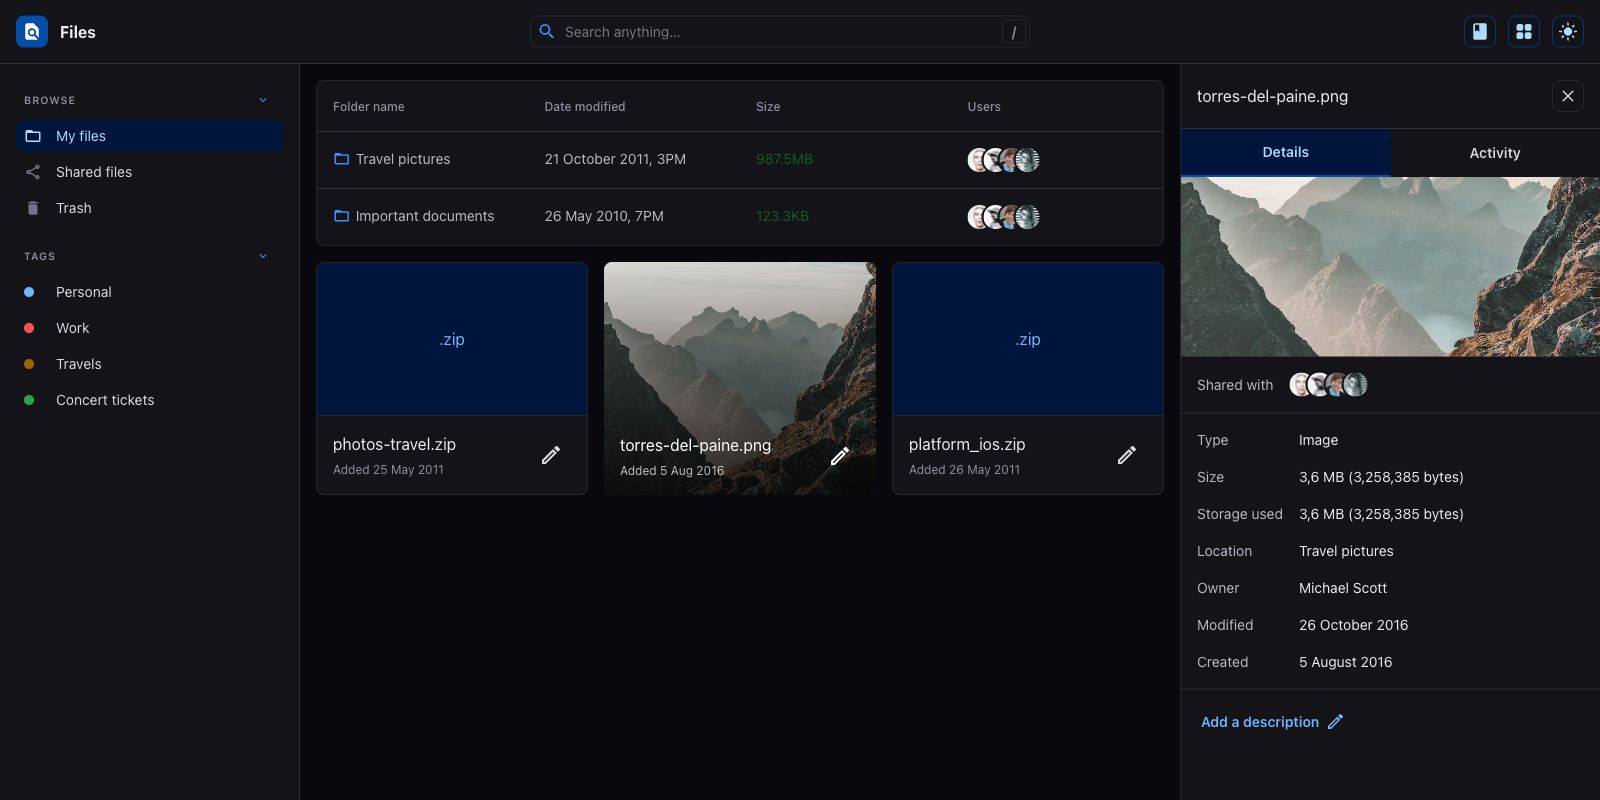 Files
Search anything...
/
BROWSE
My files
Shared files
Trash
TAGS
Personal
Work
Travels
Concert tickets
Folder name Date modified Size Users
Travel pictures 21 October 2011, 3PM 987.5MB
Important documents 26 May 2010, 7PM 123.3KB
.zip
photos-travel.zip
Added 25 May 2011
torres-del-paine.png
Added 5 Aug 2016
.zip
platform_ios.zip
Added 26 May 2011
torres-del-paine.png
Details Activity
Shared with
Type Image
Size 3,6 MB (3,258,385 bytes)
Storage used 3,6 MB (3,258,385 bytes)
Location Travel pictures
Owner Michael Scott
Modified 26 October 2016
Created 5 August 2016
Add a description